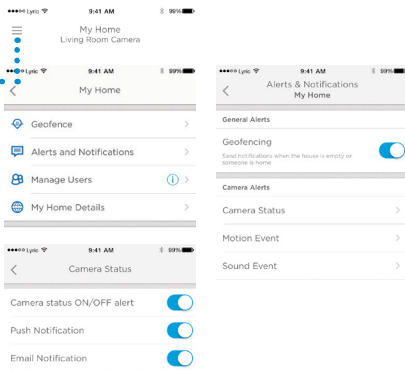 ●●●●○ Lyric 9:41 AM 99%
My Home
Living Room Camera
●●●●○ Lyric 9:41 AM 99%
My Home
Geofence
Alerts and Notifications
Manage Users
My Home Details
●●●●○ Lyric 9:41 AM 99%
Camera Status
Camera status ON/OFF alert
Push Notification
Email Notification
●●●●○ Lyric 9:41 AM 99%
Alerts & Notifications
My Home
General Alerts
Geofencing
Send notifications when the house is empty or
someone is home
Camera Alerts
Camera Status
Motion Event
Sound Event